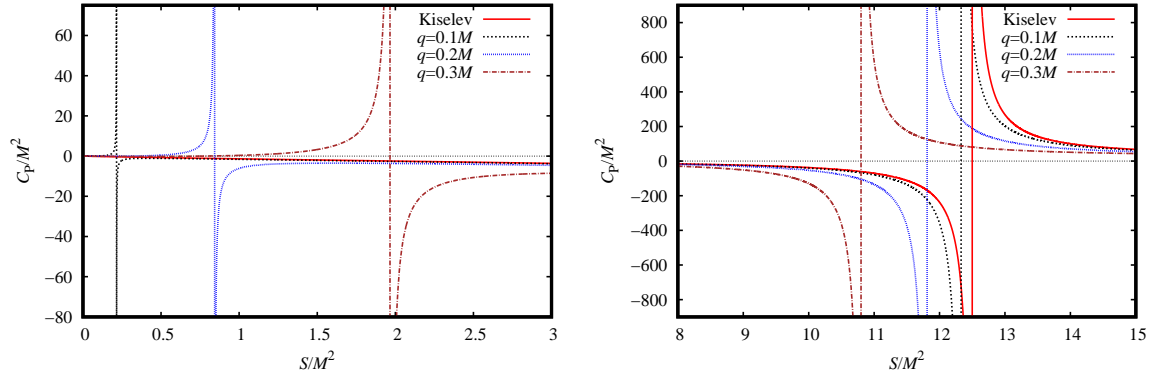 Kiselev
q=0.1M
q=0.2M
q=0.3M
60
40
20
0
−20
−40
−60
−80
0
0.5
1
1.5
2
2.5
3
C_P/M^2
S/M^2
Kiselev
q=0.1M
q=0.2M
q=0.3M
800
600
400
200
0
−200
−400
−600
−800
8
9
10
11
12
13
14
15
C_P/M^2
S/M^2